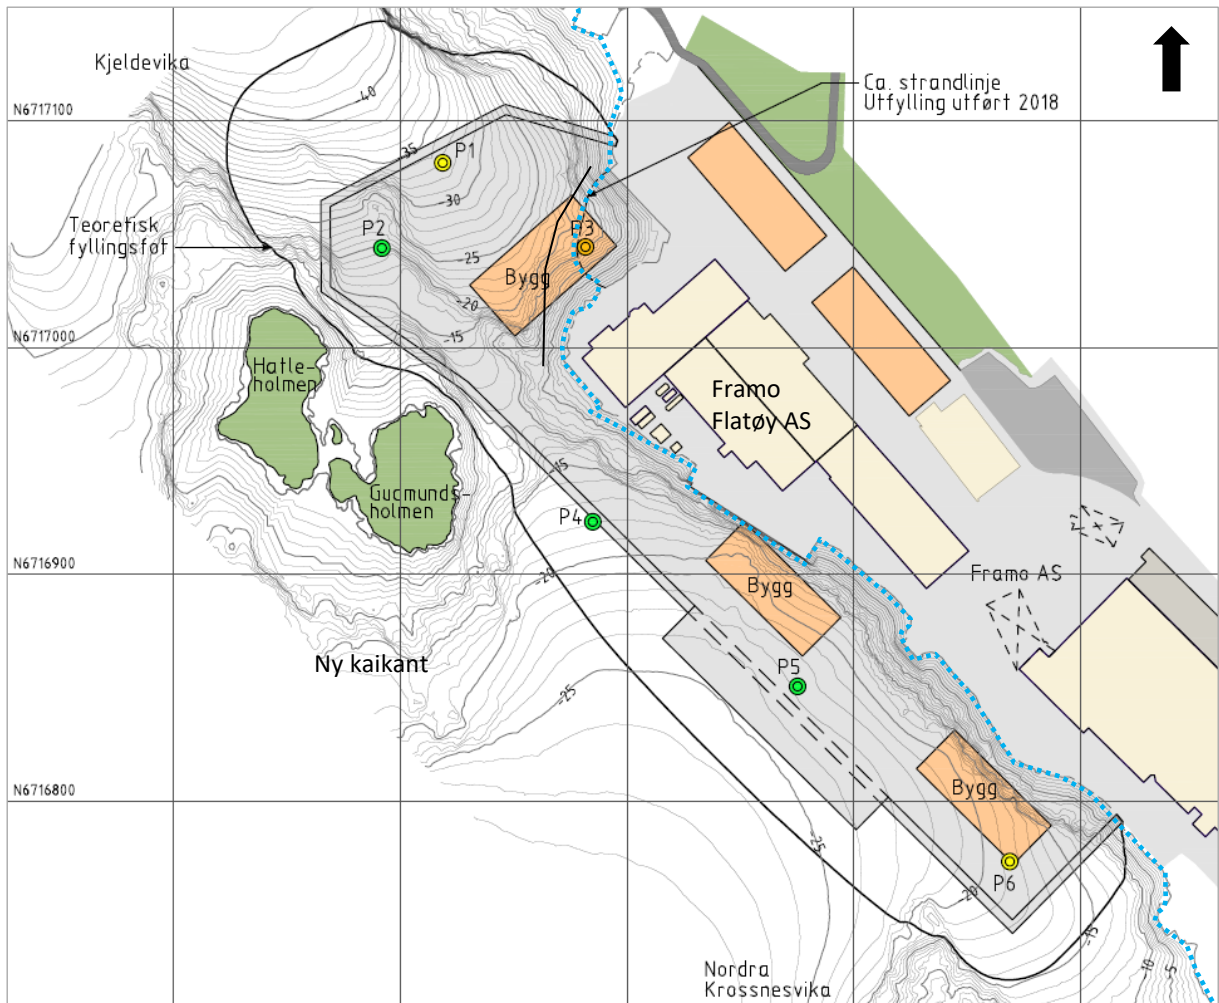 Kjeldevika
Ca. strandlinje
Utfylling utført 2018
N6717100
-40
-35
P1
-30
Teoretisk
fyllingsfot
P2
P3
-25
Bygg
-20
-15
N6717000
Hatle-
holmen
Framo
Flatøy AS
-15
Gudmunds-
holmen
P4
N6716900
-20
Bygg
Framo AS
Ny kaikant
P5
-25
N6716800
Bygg
-25
P6
-20
-15
-10
-5
Nordra
Krossnesvika